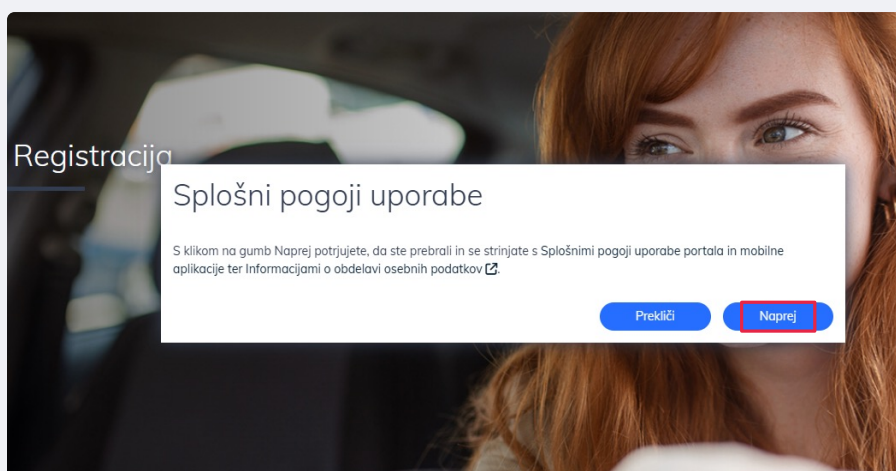 Registracija
Splošni pogoji uporabe
S klikom na gumb Naprej potrjujete, da ste prebrali in se strinjate s Splošnimi pogoji uporabe portala in mobilne
aplikacije ter Informacijami o obdelavi osebnih podatkov.
Prekliči Naprej